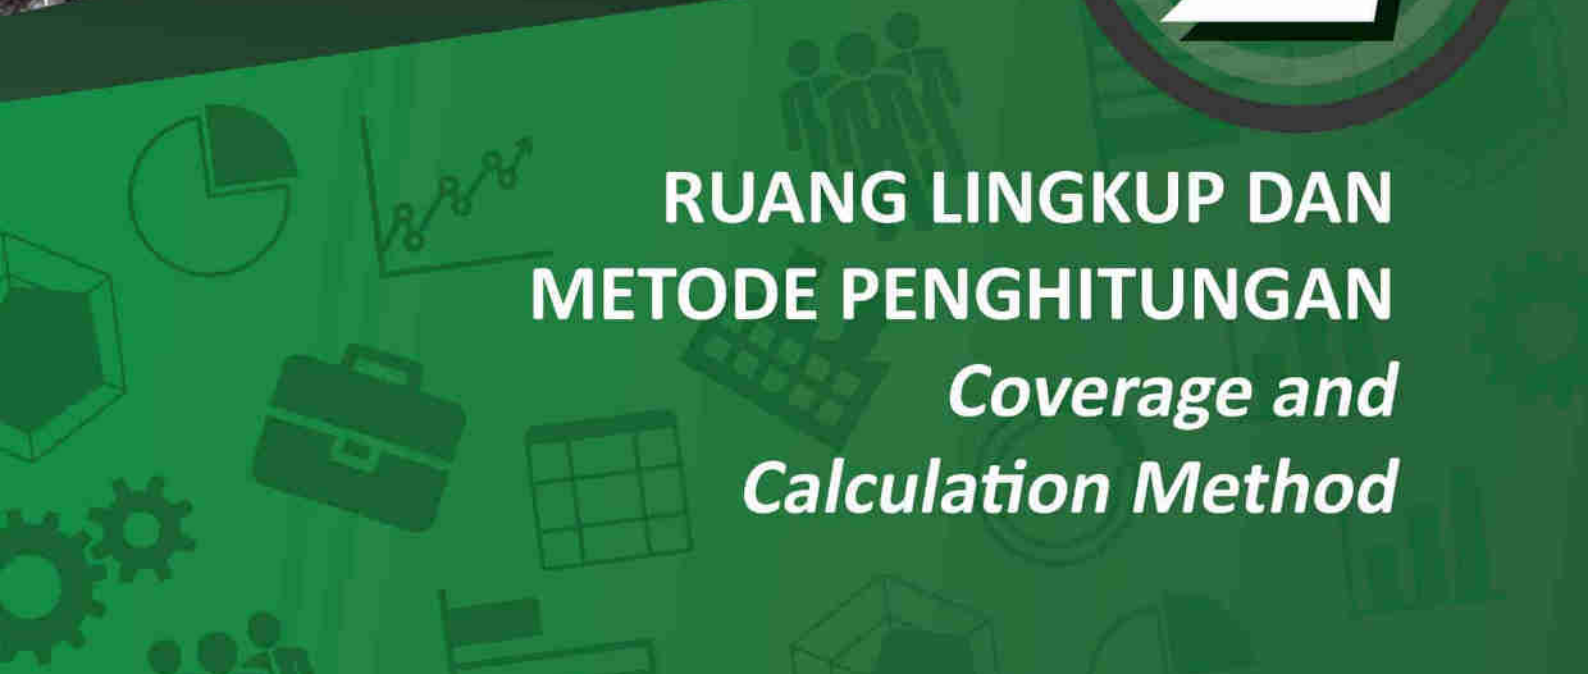 RUANG LINGKUP DAN
METODE PENGHITUNGAN
Coverage and
Calculation Method